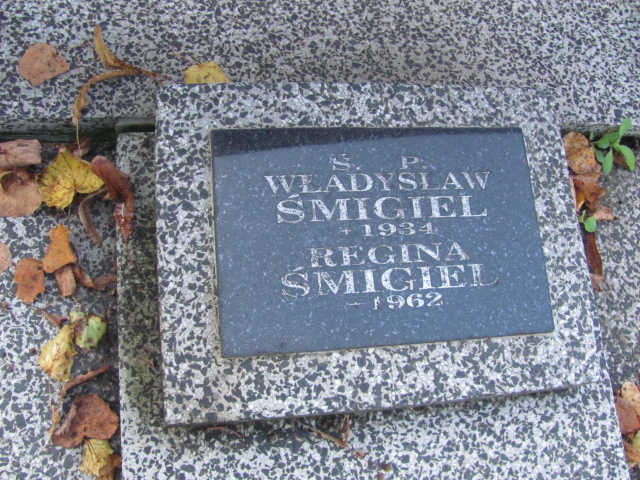 Ś. P.
WŁADYSŁAW
ŚMIGIEL
+ 1934
REGINA
ŚMIGIEL
+ 1962